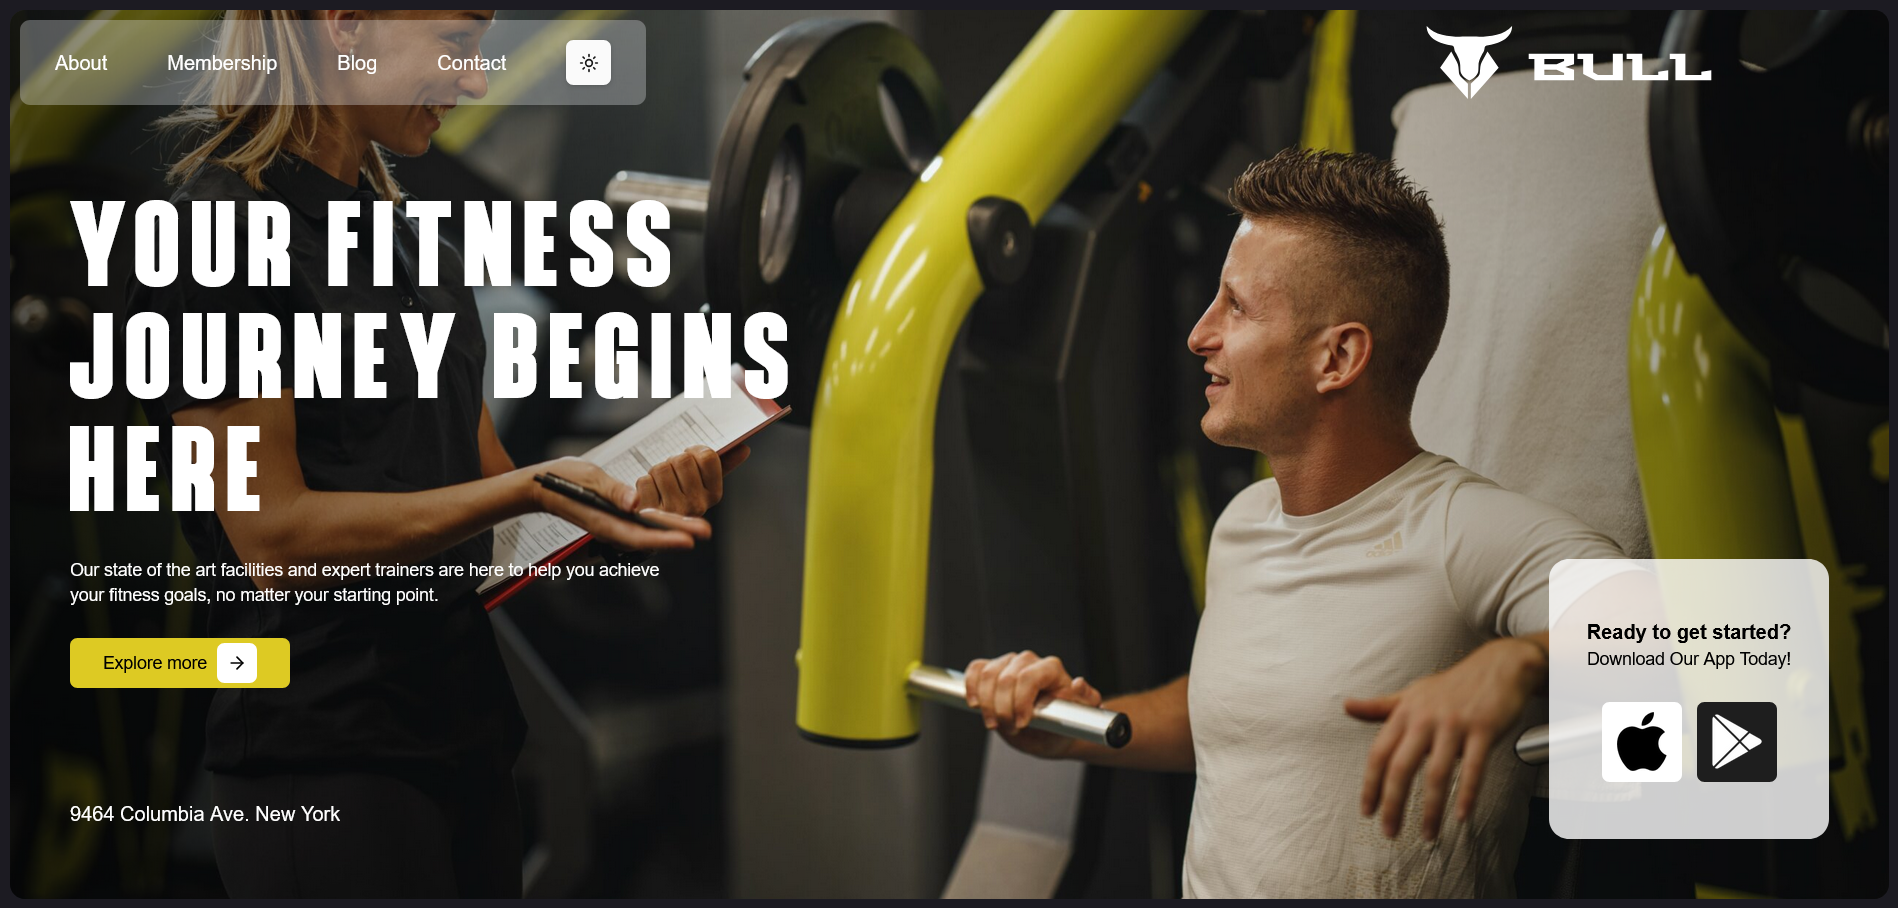 About
Membership
Blog
Contact
BULL
YOUR FITNESS
JOURNEY BEGINS
HERE
Our state of the art facilities and expert trainers are here to help you achieve
your fitness goals, no matter your starting point.
Explore more
9464 Columbia Ave. New York
Ready to get started?
Download Our App Today!